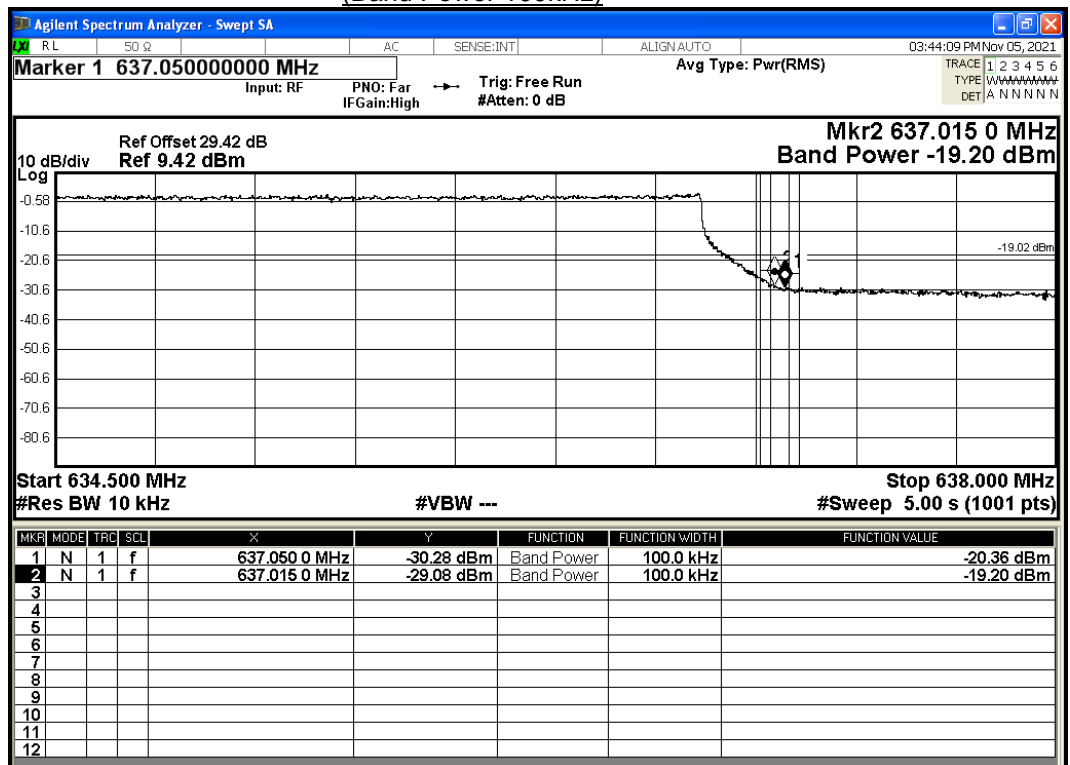 (Band Power 100kHz)
Agilent Spectrum Analyzer - Swept SA
LXI RL 50 Ω AC SENSE:INT ALIGN AUTO 03:44:09 PM Nov 05, 2021
Marker 1 637.050000000 MHz
Input: RF PNO: Far IFGain:High
Trig: Free Run
#Atten: 0 dB
Avg Type: Pwr(RMS)
TRACE 1 2 3 4 5 6
TYPE
DET A N N N N N
Ref Offset 29.42 dB
10 dB/div Ref 9.42 dBm
Log
Mkr2 637.015 0 MHz
Band Power -19.20 dBm
-0.58
-10.6
-20.6
-30.6
-40.6
-50.6
-60.6
-70.6
-80.6
-19.02 dBm
2 1
Start 634.500 MHz Stop 638.000 MHz
#Res BW 10 kHz #VBW --- #Sweep 5.00 s (1001 pts)
MKR MODE TRC SCL X Y FUNCTION FUNCTION WIDTH FUNCTION VALUE
1 N 1 f 637.050 0 MHz -30.28 dBm Band Power 100.0 kHz -20.36 dBm
2 N 1 f 637.015 0 MHz -29.08 dBm Band Power 100.0 kHz -19.20 dBm
3
4
5
6
7
8
9
10
11
12